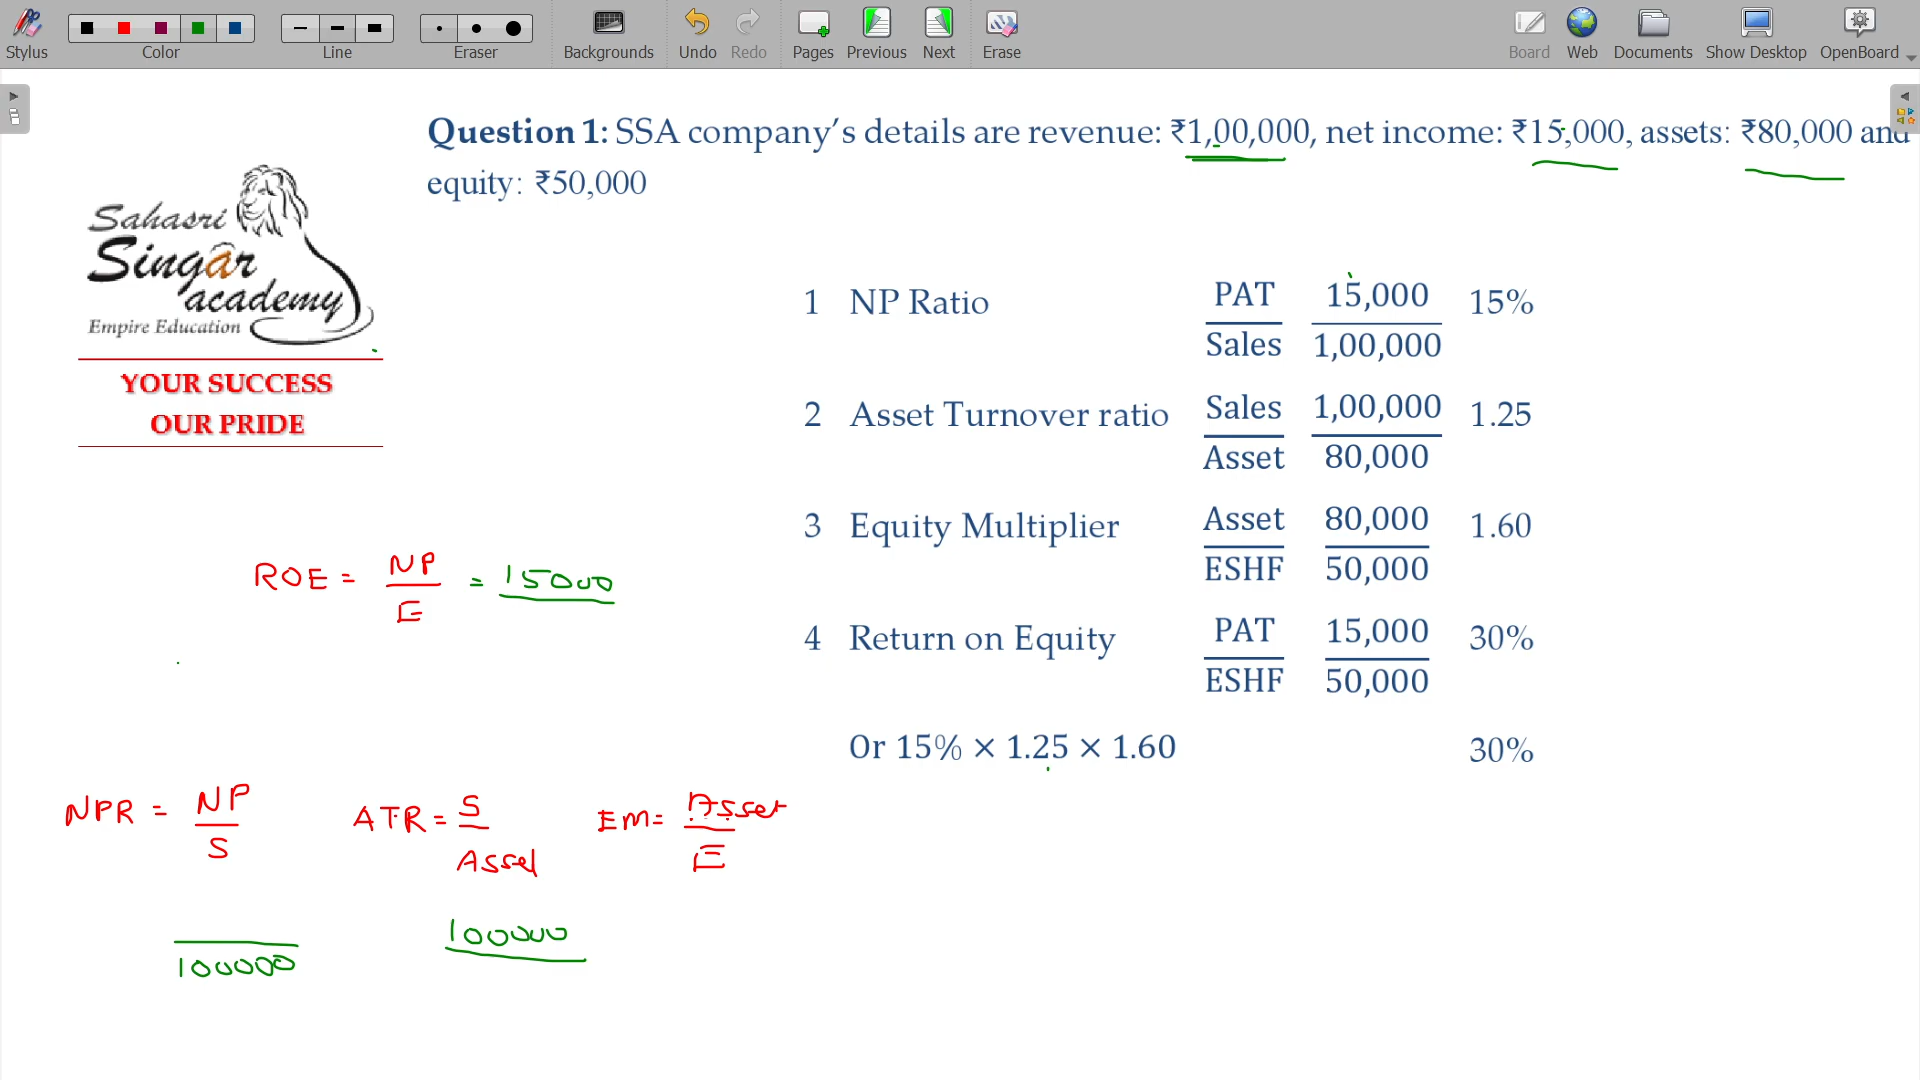 Stylus
Color
Line
Eraser
Backgrounds
Undo
Redo
Pages
Previous
Next
Erase
Board
Web
Documents
Show Desktop
OpenBoard
Question 1: SSA company’s details are revenue: ₹1,00,000, net income: ₹15,000, assets: ₹80,000 and
equity: ₹50,000
Sahasri
Singar
academy
Empire Education
YOUR SUCCESS
OUR PRIDE
1 NP Ratio PAT / Sales 15,000 / 1,00,000 15%
2 Asset Turnover ratio Sales / Asset 1,00,000 / 80,000 1.25
3 Equity Multiplier Asset / ESHF 80,000 / 50,000 1.60
4 Return on Equity PAT / ESHF 15,000 / 50,000 30%
Or 15% × 1.25 × 1.60 30%
ROE = NP / E = 15000
NPR = NP / S
ATR = S / Asset
EM = Asset / E
100000
100000